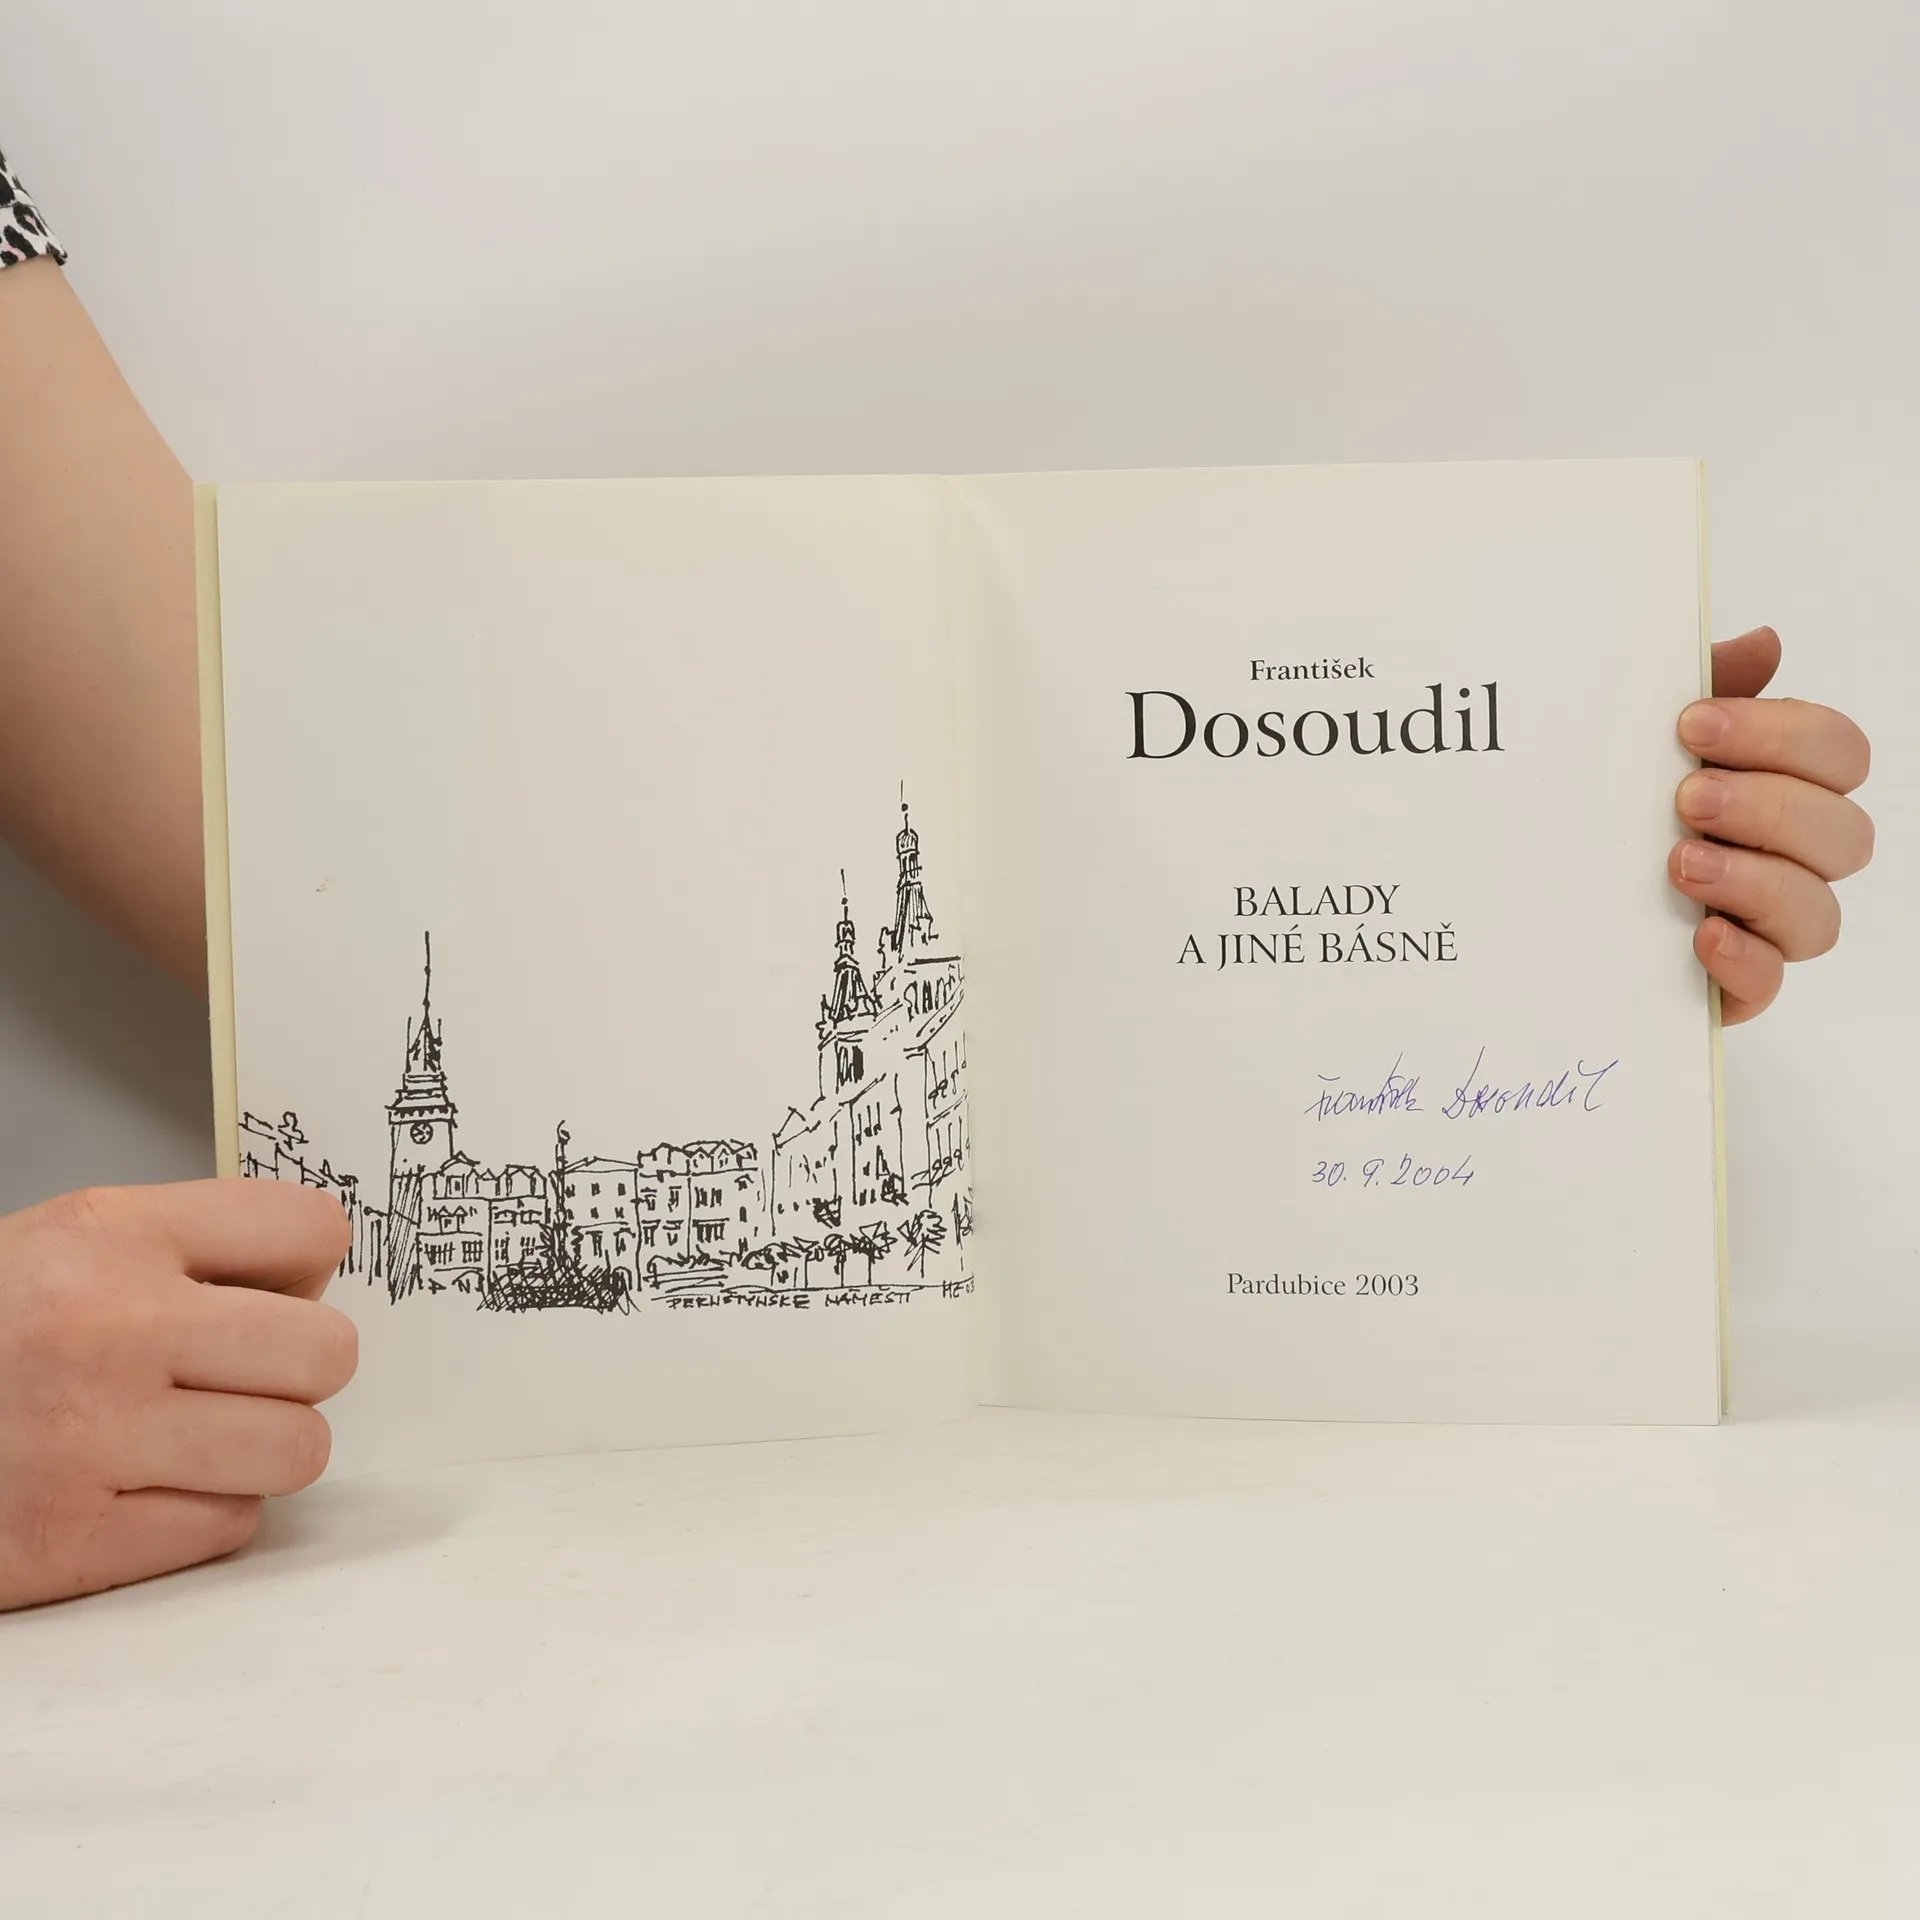 PERNŠTÝNSKÉ NÁMĚSTÍ
František
Dosoudil
BALADY
A JINÉ BÁSNĚ
František Dosoudil
30. 9. 2004
Pardubice 2003